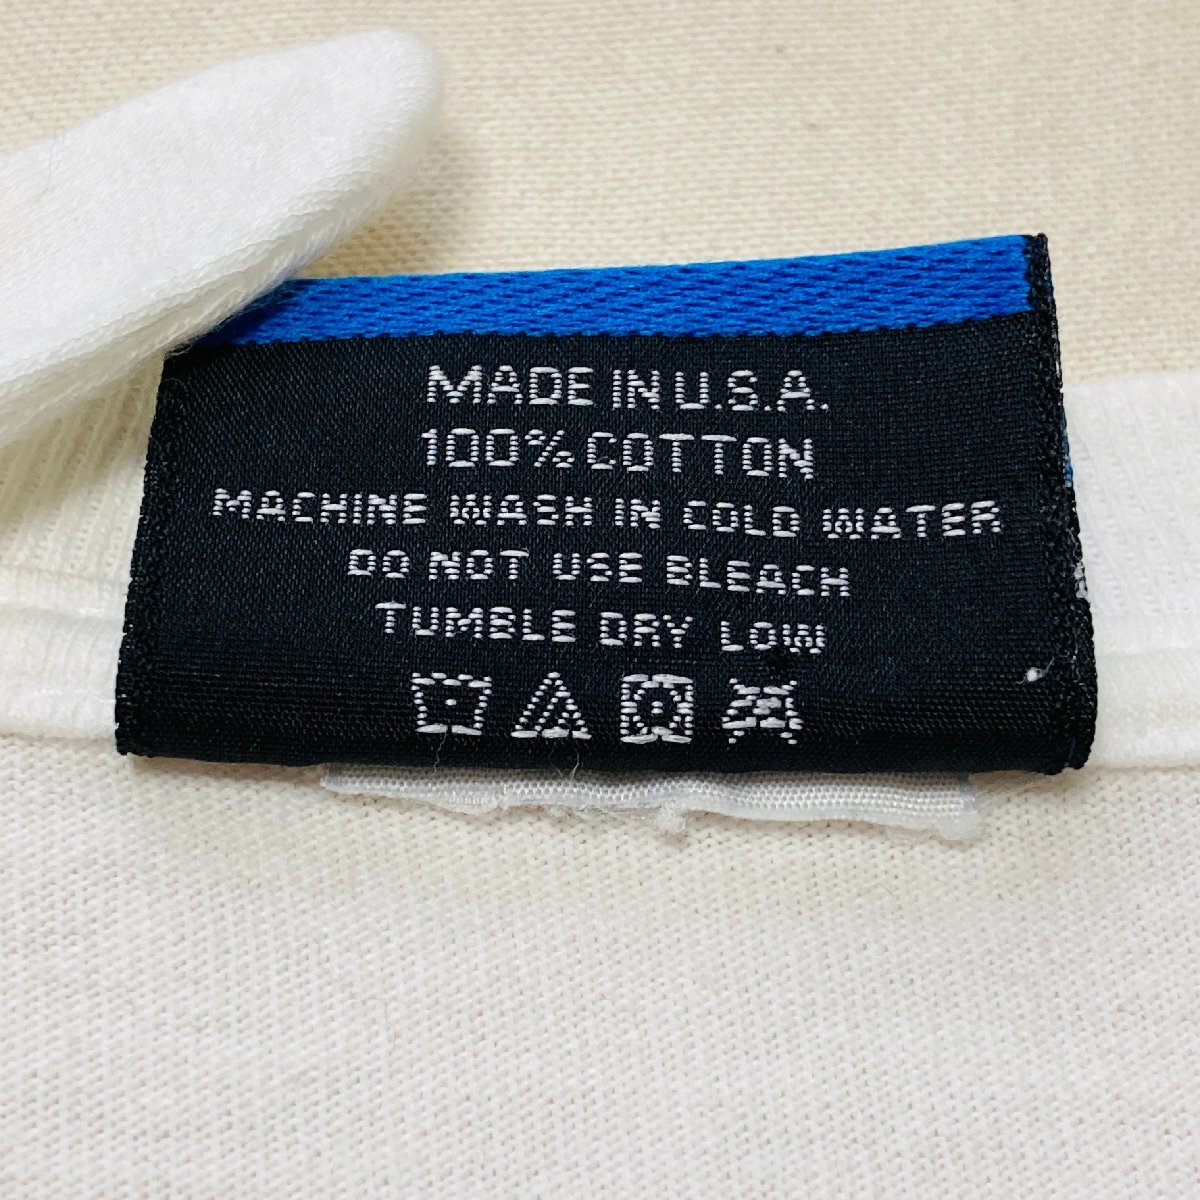 MADE IN U.S.A.
100% COTTON
MACHINE WASH IN COLD WATER
DO NOT USE BLEACH
TUMBLE DRY LOW